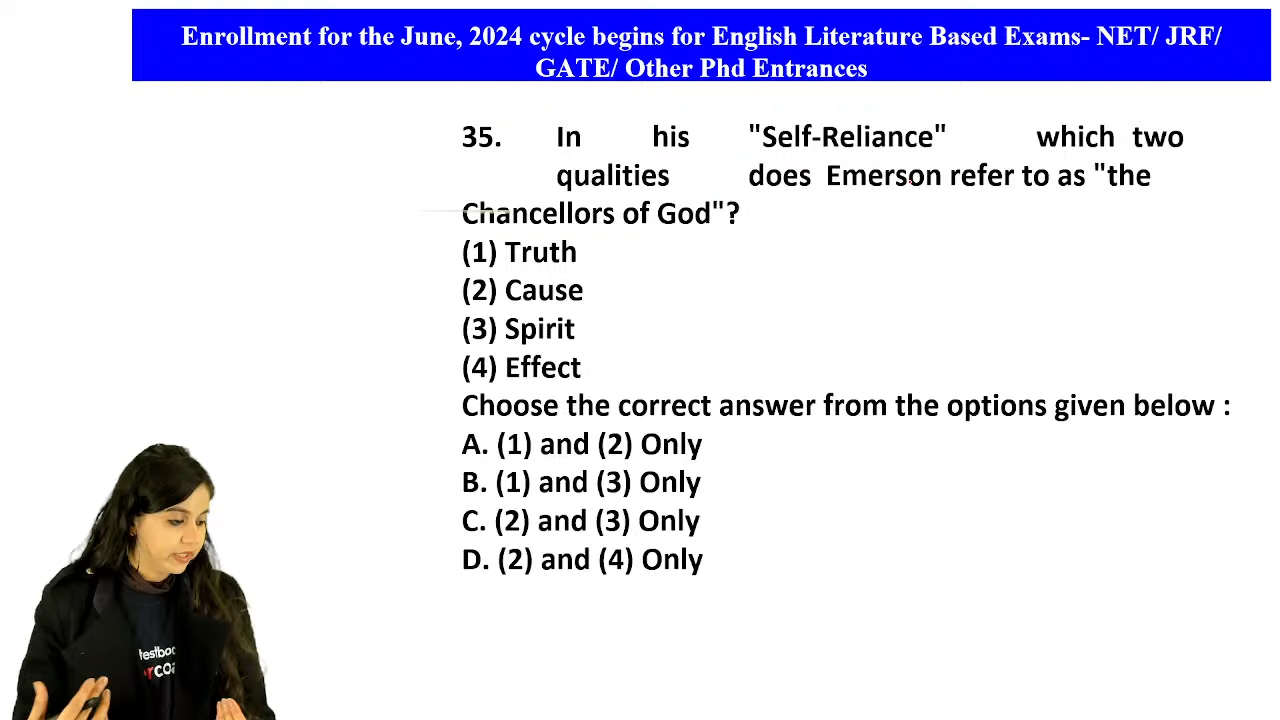 Enrollment for the June, 2024 cycle begins for English Literature Based Exams- NET/ JRF/
GATE/ Other Phd Entrances
35. In his "Self-Reliance" which two
qualities does Emerson refer to as "the
Chancellors of God"?
(1) Truth
(2) Cause
(3) Spirit
(4) Effect
Choose the correct answer from the options given below :
A. (1) and (2) Only
B. (1) and (3) Only
C. (2) and (3) Only
D. (2) and (4) Only